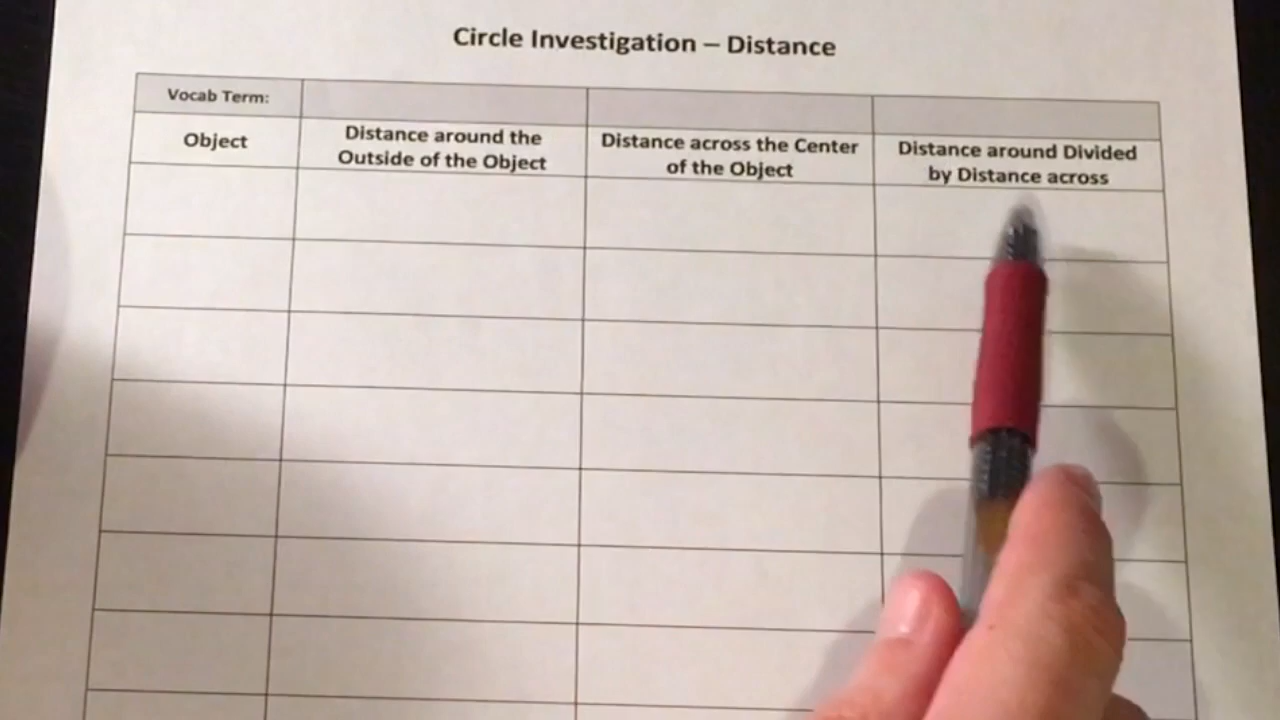 Circle Investigation – Distance
Vocab Term:
Object
Distance around the
Outside of the Object
Distance across the Center
of the Object
Distance around Divided
by Distance across